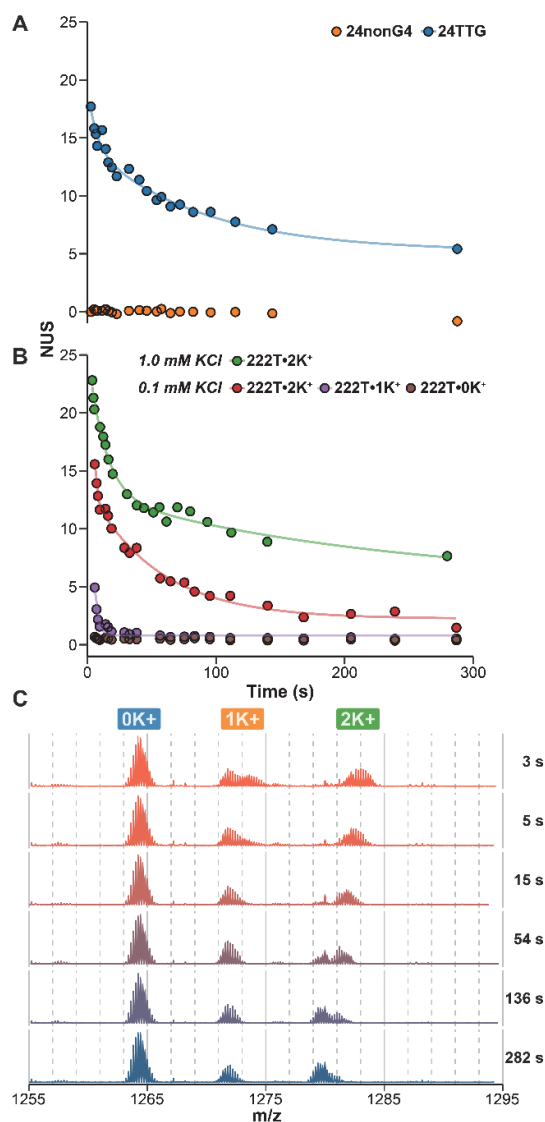 A
24nonG4 24TTG
25
20
15
10
5
0
NUS
B
1.0 mM KCl 222T•2K⁺
0.1 mM KCl 222T•2K⁺ 222T•1K⁺ 222T•0K⁺
25
20
15
10
5
0
0 100 200 300
Time (s)
C
0K+ 1K+ 2K+
3 s
5 s
15 s
54 s
136 s
282 s
1255 1265 1275 1285 1295
m/z